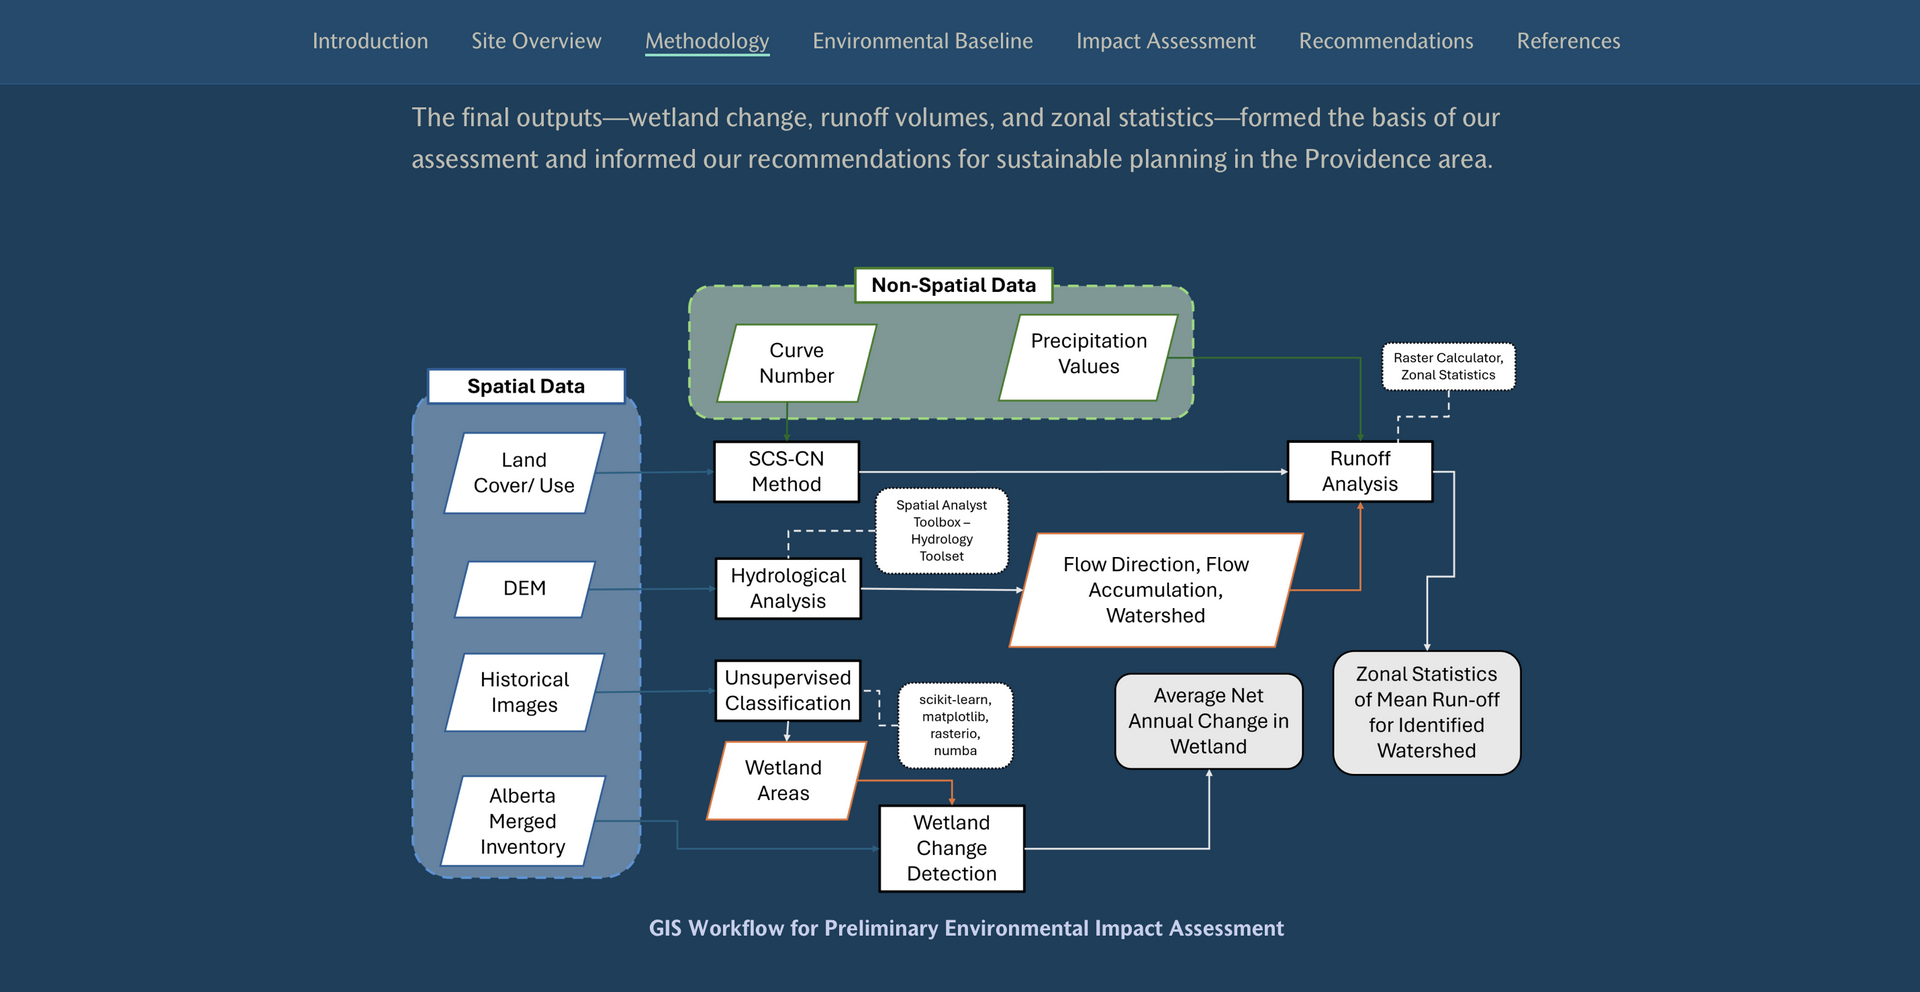 Introduction Site Overview Methodology Environmental Baseline Impact Assessment Recommendations References
The final outputs—wetland change, runoff volumes, and zonal statistics—formed the basis of our
assessment and informed our recommendations for sustainable planning in the Providence area.
Non-Spatial Data
Curve
Number
Precipitation
Values
Raster Calculator,
Zonal Statistics
Spatial Data
Land
Cover/ Use
SCS-CN
Method
Runoff
Analysis
Spatial Analyst
Toolbox –
Hydrology
Toolset
DEM
Hydrological
Analysis
Flow Direction, Flow
Accumulation,
Watershed
Historical
Images
Unsupervised
Classification
scikit-learn,
matplotlib,
rasterio,
numba
Average Net
Annual Change in
Wetland
Zonal Statistics
of Mean Run-off
for Identified
Watershed
Wetland
Areas
Alberta
Merged
Inventory
Wetland
Change
Detection
GIS Workflow for Preliminary Environmental Impact Assessment